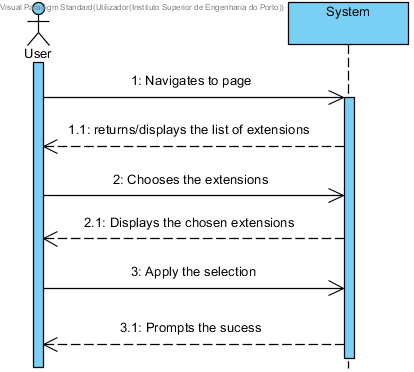 Visual Paradigm Standard(Utilizador(Instituto Superior de Engenharia do Porto))
System
User
1: Navigates to page
1.1: returns/displays the list of extensions
2: Chooses the extensions
2.1: Displays the chosen extensions
3: Apply the selection
3.1: Prompts the sucess